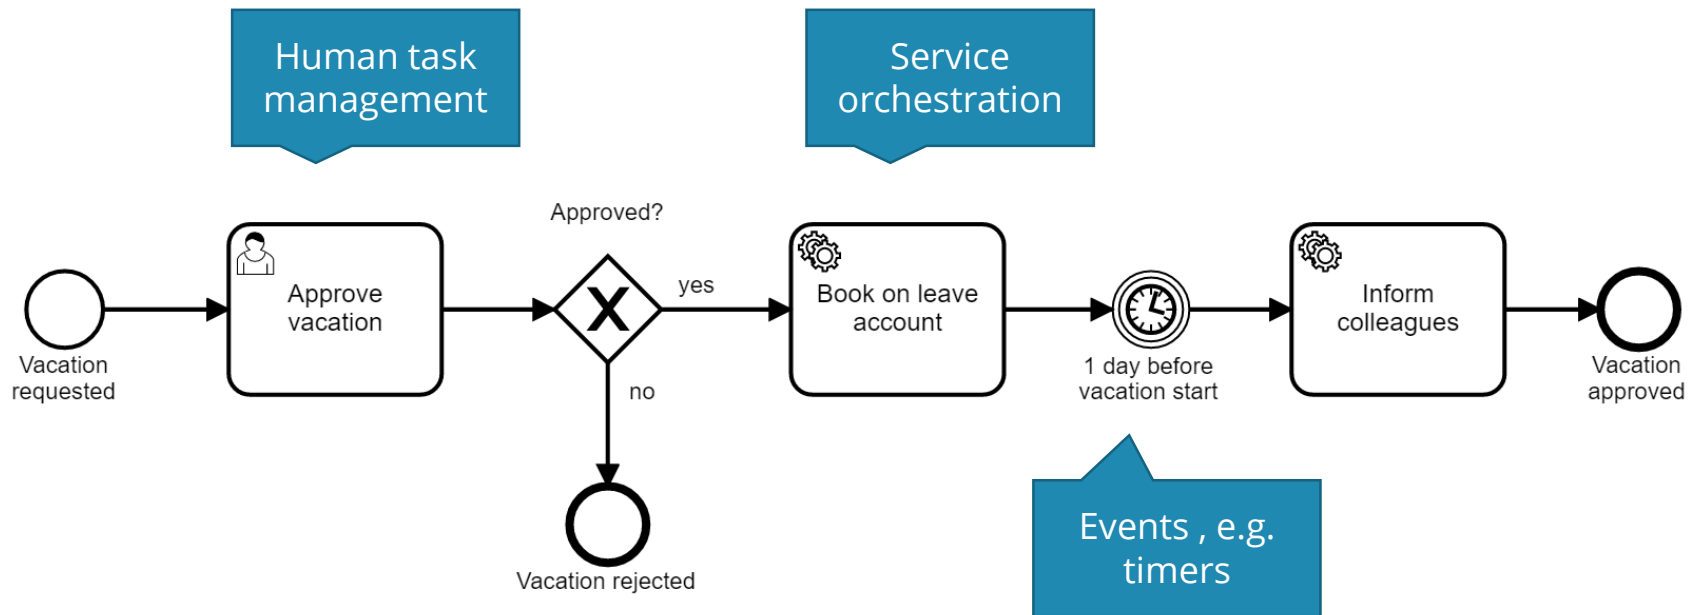 Human task
management
Service
orchestration
Approved?
yes
Approve
vacation
Book on leave
account
Inform
colleagues
Vacation
requested
1 day before
vacation start
Vacation
approved
no
Vacation rejected
Events , e.g.
timers